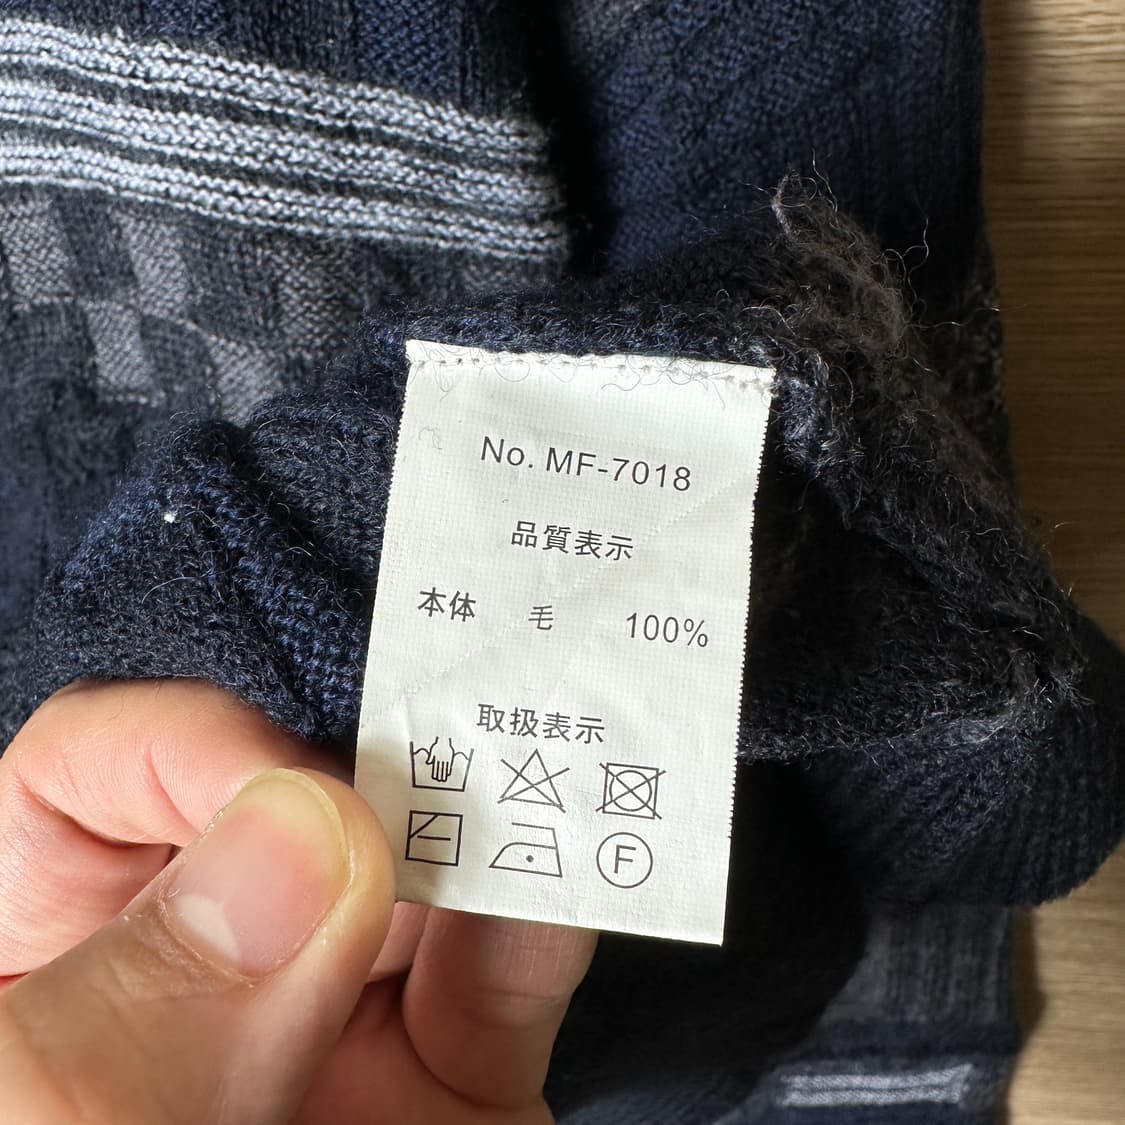 No. MF-7018
品質表示
本体 毛 100%
取扱表示
F